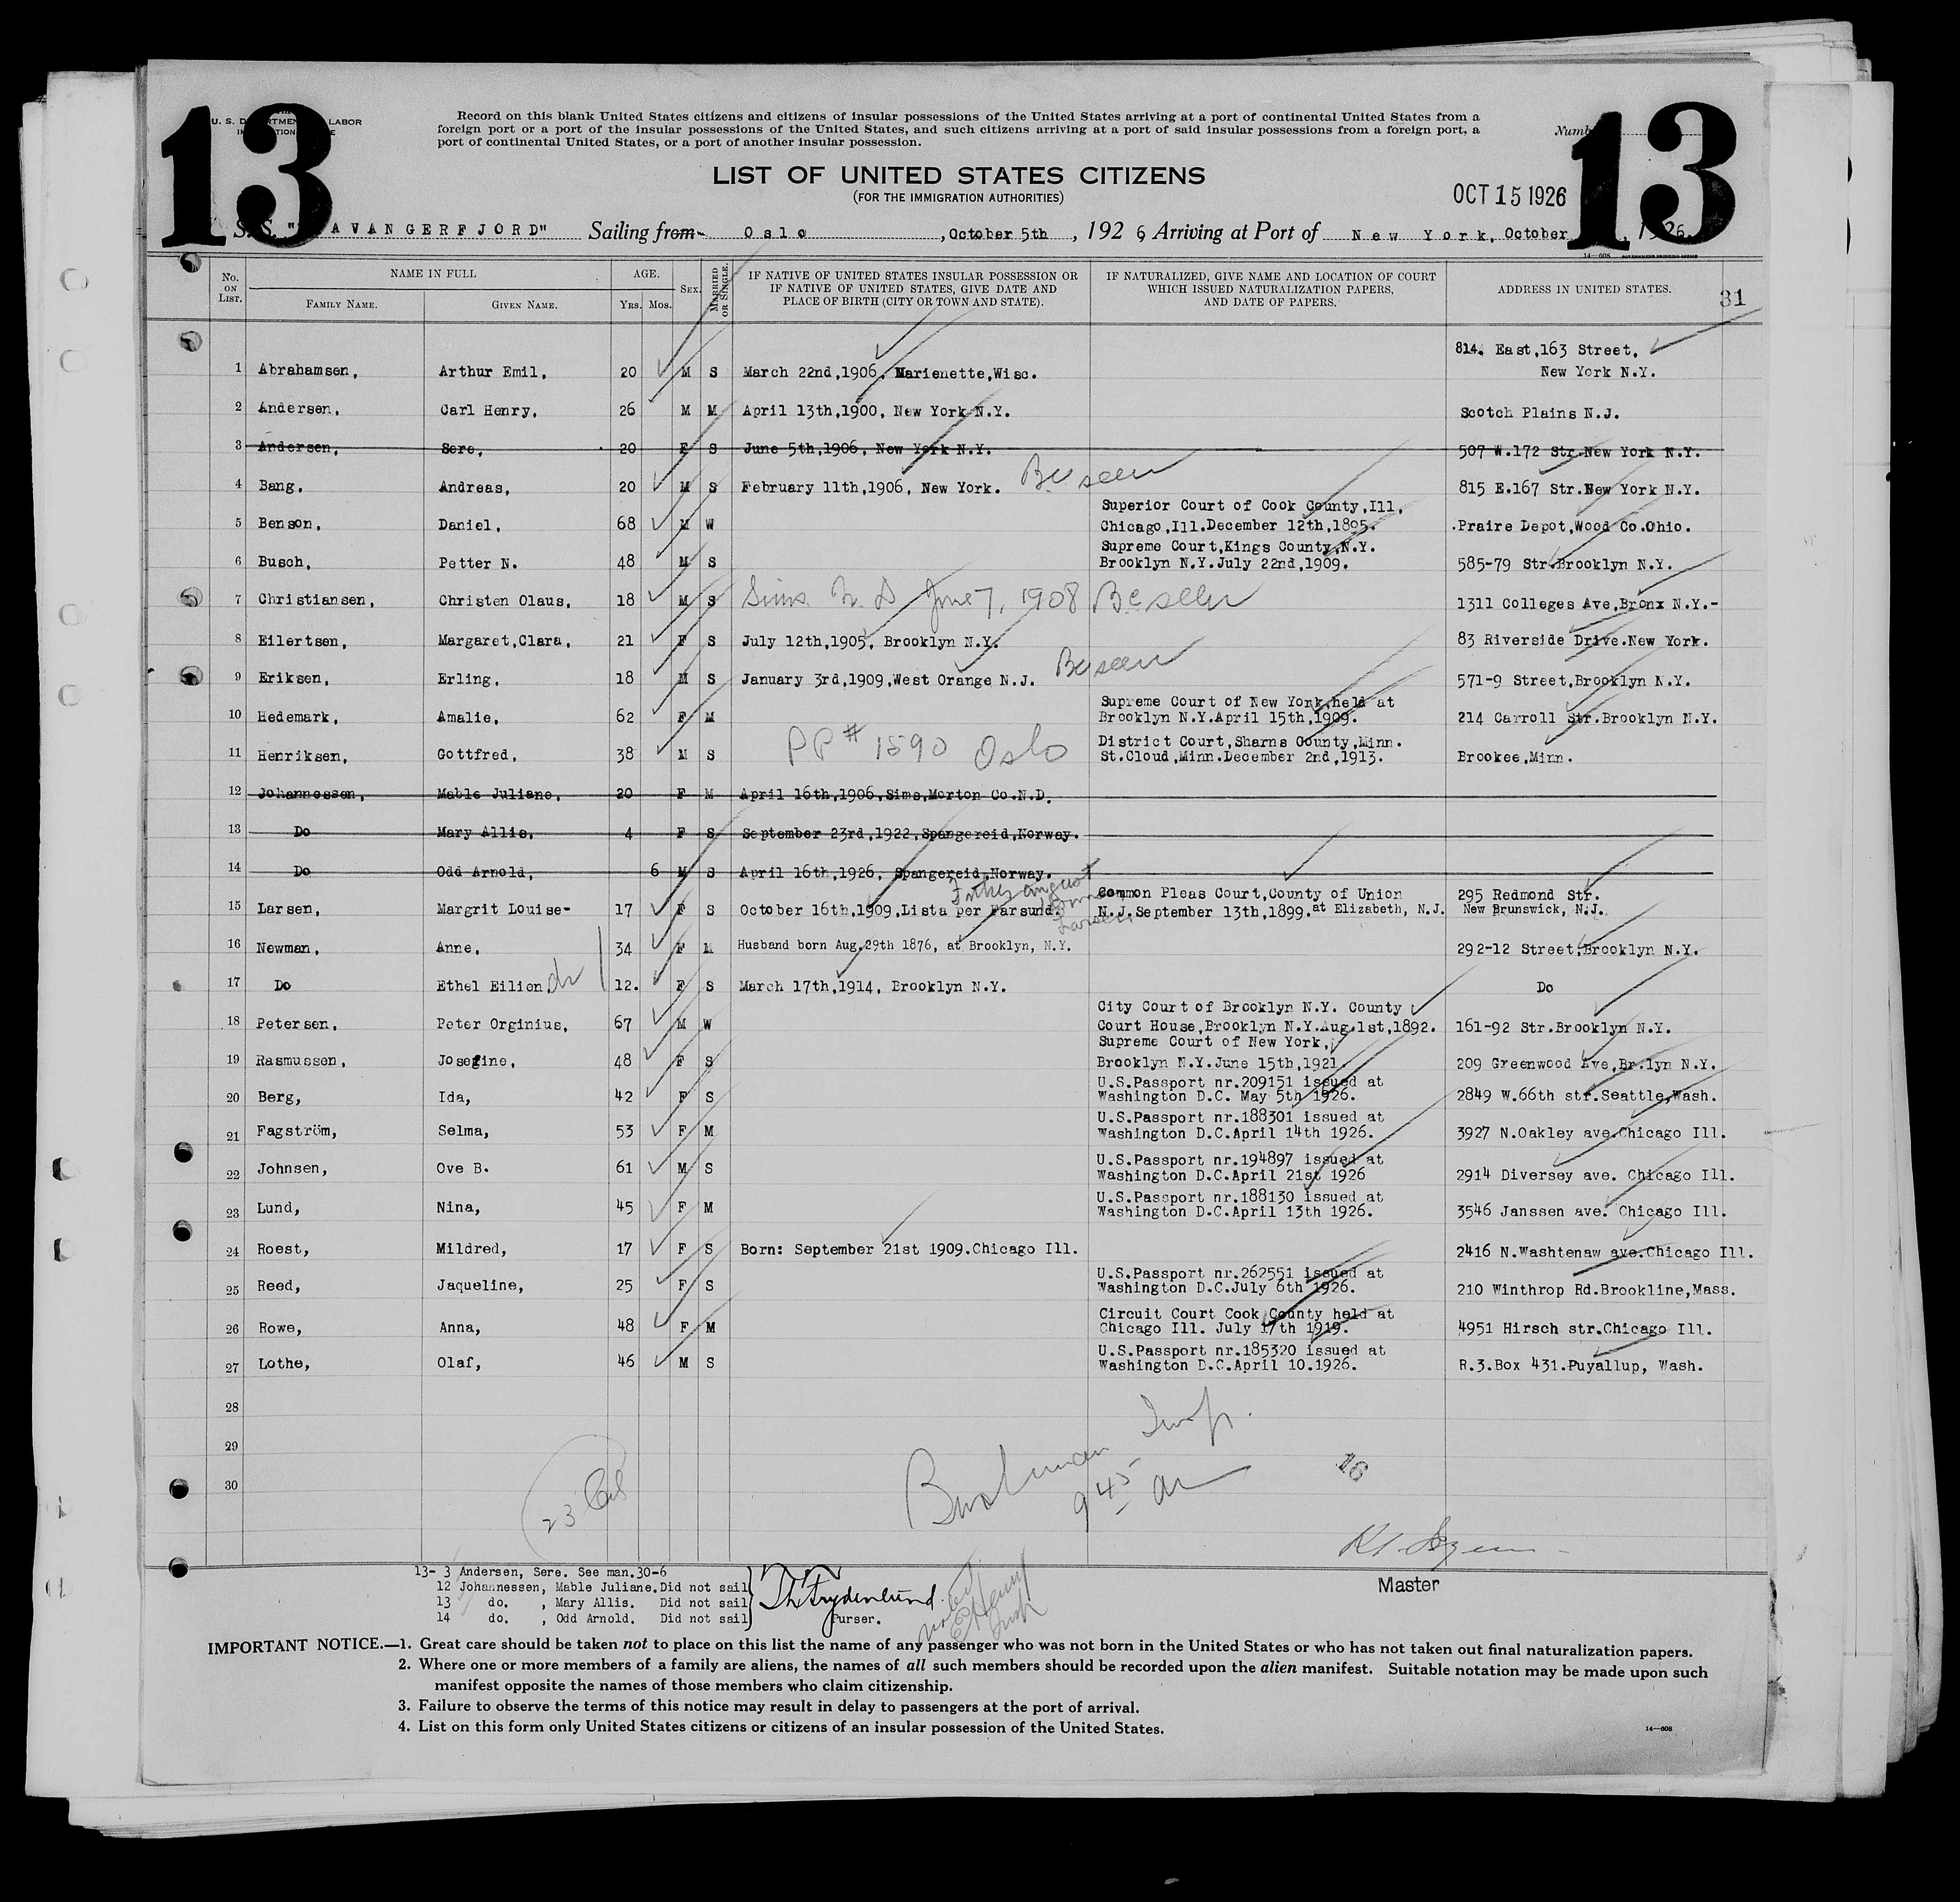 13
13
U. S. D LABOR
Record on this blank United States citizens and citizens of insular possessions of the United States arriving at a port of continental United States from a
foreign port or a port of the insular possessions of the United States, and such citizens arriving at a port of said insular possessions from a foreign port, a
port of continental United States, or a port of another insular possession.
LIST OF UNITED STATES CITIZENS
(FOR THE IMMIGRATION AUTHORITIES)
OCT 15 1926
S. S. " AVANGERFJORD" Sailing from Oslo, October 5th, 1926, Arriving at Port of New York, October , 1926.
14—608 GOVERNMENT PRINTING OFFICE
No. ON LIST. NAME IN FULL AGE. SEX. MARRIED OR SINGLE. IF NATIVE OF UNITED STATES INSULAR POSSESSION OR IF NATIVE OF UNITED STATES, GIVE DATE AND PLACE OF BIRTH (CITY OR TOWN AND STATE). IF NATURALIZED, GIVE NAME AND LOCATION OF COURT WHICH ISSUED NATURALIZATION PAPERS, AND DATE OF PAPERS. ADDRESS IN UNITED STATES. 31
FAMILY NAME. GIVEN NAME. YRS. MOS.
814. East,163 Street,
1 Abrahamsen, Arthur Emil, 20 M S March 22nd,1906, Marienette,Wisc. New York N.Y.
2 Andersen, Carl Henry, 26 M M April 13th,1900, New York N.Y. Scotch Plains N.J.
3 Andersen, Sere, 20 F S June 5th,1906, New York N.Y. 507 W.172 Str.New York N.Y.
4 Bang, Andreas, 20 M S February 11th,1906, New York. Be seen 815 E.167 Str.New York N.Y.
Superior Court of Cook County,Ill,
5 Benson, Daniel, 68 M W Chicago,Ill.December 12th,1895. Praire Depot,Wood Co.Ohio.
Supreme Court,Kings County,N.Y.
6 Busch, Petter N. 48 M S Brooklyn N.Y.July 22nd,1909. 585-79 Str.Brooklyn N.Y.
7 Christiansen, Christen Olaus, 18 M S Sims N. D June 7, 1908 Be seen 1311 Colleges Ave,Bronx N.Y.-
8 Eilertsen, Margaret,Clara, 21 F S July 12th,1905, Brooklyn N.Y. 83 Riverside Drive.New York.
9 Eriksen, Erling, 18 M S January 3rd,1909,West Orange N.J. Be seen 571-9 Street,Brooklyn N.Y.
Supreme Court of New York,held at
10 Hedemark, Amalie, 62 F M Brooklyn N.Y.April 15th,1909. 214 Carroll Str.Brooklyn N.Y.
District Court,Sharns County,Minn.
11 Henriksen, Gottfred, 38 M S PP# 1590 Oslo St.Cloud,Minn.December 2nd,1913. Brookee,Minn.
12 Johannessen, Mable Juliane, 20 F M April 16th,1906,Sims,Morton Co.N.D.
13 Do Mary Allis, 4 F S September 23rd,1922,Spangereid,Norway.
14 Do Odd Arnold, 6 M S April 16th,1926, Spangereid,Norway.
Father August
Common Pleas Court,County of Union 295 Redmond Str.
15 Larsen, Margrit Louise- 17 F S October 16th,1909,Lista per Farsund. N.J.September 13th,1899.at Elizabeth, N.J. New Brunswick, N.J.
Larsen
16 Newman, Anne, 34 F M Husband born Aug.29th 1876, at Brooklyn, N.Y. 292-12 Street,Brooklyn N.Y.
17 Do Ethel Eilien, 12. F S March 17th,1914, Brooklyn N.Y. Do
City Court of Brooklyn N.Y. County
18 Petersen, Peter Orginius, 67 M W Court House,Brooklyn N.Y.Aug.1st,1892. 161-92 Str.Brooklyn N.Y.
Supreme Court of New York,
19 Rasmussen, Josefine, 48 F S Brooklyn N.Y.June 15th,1921. 209 Greenwood Ave,Br.lyn N.Y.
U.S.Passport nr.209151 issued at
20 Berg, Ida, 42 F S Washington D.C. May 5th 1926. 2849 W.66th str.Seattle,Wash.
U.S.Passport nr.188301 issued at
21 Fagström, Selma, 53 F M Washington D.C.April 14th 1926. 3927 N.Oakley ave.Chicago Ill.
U.S.Passport nr.194897 issued at
22 Johnsen, Ove B. 61 M S Washington D.C.April 21st 1926 2914 Diversey ave. Chicago Ill.
U.S.Passport nr.188130 issued at
23 Lund, Nina, 45 F M Washington D.C.April 13th 1926. 3546 Janssen ave. Chicago Ill.
24 Roest, Mildred, 17 F S Born: September 21st 1909.Chicago Ill. 2416 N.Washtenaw ave.Chicago Ill.
U.S.Passport nr.262551 issued at
25 Reed, Jaqueline, 25 F S Washington D.C.July 6th 1926. 210 Winthrop Rd.Brookline,Mass.
Circuit Court Cook County held at
26 Rowe, Anna, 48 F M Chicago Ill. July 17th 1919. 4951 Hirsch str.Chicago Ill.
U.S.Passport nr.185320 issued at
27 Lothe, Olaf, 46 M S Washington D.C.April 10.1926. R.3.Box 431.Puyallup, Wash.
28
29
30
Insp.
945 am
16
23
Master
13- 3 Andersen, Sere. See man.30-6
12 Johannessen, Mable Juliane.Did not sail
13 do. , Mary Allis. Did not sail
14 do. , Odd Arnold. Did not sail
Purser.
IMPORTANT NOTICE.—1. Great care should be taken not to place on this list the name of any passenger who was not born in the United States or who has not taken out final naturalization papers.
2. Where one or more members of a family are aliens, the names of all such members should be recorded upon the alien manifest. Suitable notation may be made upon such
manifest opposite the names of those members who claim citizenship.
3. Failure to observe the terms of this notice may result in delay to passengers at the port of arrival.
4. List on this form only United States citizens or citizens of an insular possession of the United States.
14—608